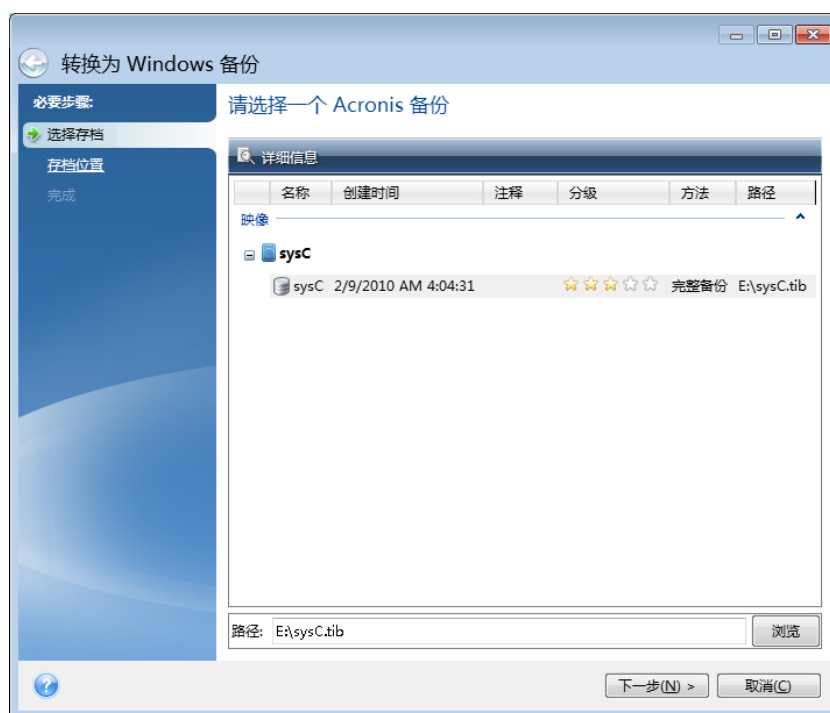 转换为 Windows 备份
必要步骤:
选择存档
存档位置
完成
请选择一个 Acronis 备份
详细信息
名称 创建时间 注释 分级 方法 路径
映像
sysC
sysC 2/9/2010 AM 4:04:31 完整备份 E:\sysC.tib
路径: E:\sysC.tib 浏览
下一步(N) > 取消(C)